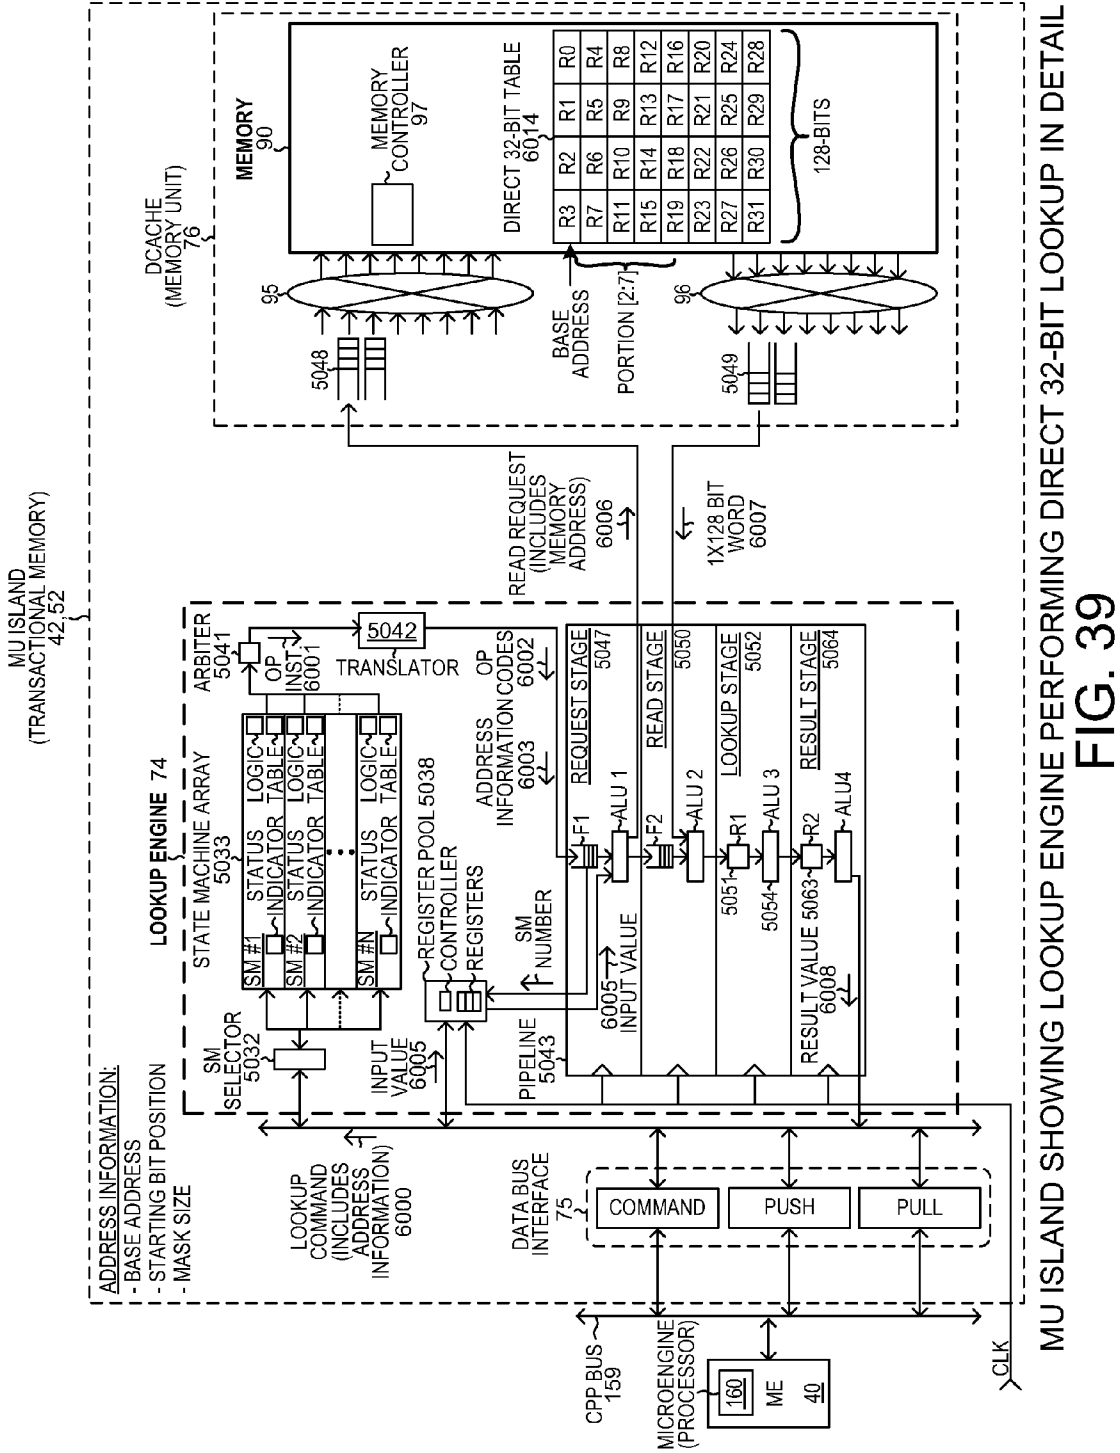 MU ISLAND
(TRANSACTIONAL MEMORY)
42,52
ADDRESS INFORMATION:
- BASE ADDRESS
- STARTING BIT POSITION
- MASK SIZE
LOOKUP ENGINE 74
SM
SELECTOR
5032
STATE MACHINE ARRAY
5033
SM #1
STATUS
INDICATOR
LOGIC
TABLE
SM #2
STATUS
INDICATOR
LOGIC
TABLE
SM #N
STATUS
INDICATOR
LOGIC
TABLE
ARBITER
5041
OP
INST.
6001
5042
TRANSLATOR
LOOKUP
COMMAND
(INCLUDES
ADDRESS
INFORMATION)
6000
INPUT
VALUE
6005
REGISTER POOL 5038
CONTROLLER
REGISTERS
SM
NUMBER
ADDRESS
INFORMATION
6003
OP
CODES
6002
PIPELINE
5043
6005
INPUT VALUE
F1
ALU 1
REQUEST STAGE
5047
F2
ALU 2
READ STAGE
5050
5051
R1
5054
ALU 3
LOOKUP STAGE
5052
RESULT VALUE
6008
5063
R2
ALU4
RESULT STAGE
5064
READ REQUEST
(INCLUDES
MEMORY
ADDRESS)
6006
1X128 BIT
WORD
6007
DCACHE
(MEMORY UNIT)
76
MEMORY
90
MEMORY
CONTROLLER
97
95
5048
BASE
ADDRESS
PORTION [2:7]
DIRECT 32-BIT TABLE
6014
R3 R2 R1 R0
R7 R6 R5 R4
R11 R10 R9 R8
R15 R14 R13 R12
R19 R18 R17 R16
R23 R22 R21 R20
R27 R26 R25 R24
R31 R30 R29 R28
128-BITS
96
5049
DATA BUS
INTERFACE
75
COMMAND
PUSH
PULL
CPP BUS
159
MICROENGINE
(PROCESSOR)
160
ME
40
CLK
MU ISLAND SHOWING LOOKUP ENGINE PERFORMING DIRECT 32-BIT LOOKUP IN DETAIL
FIG. 39